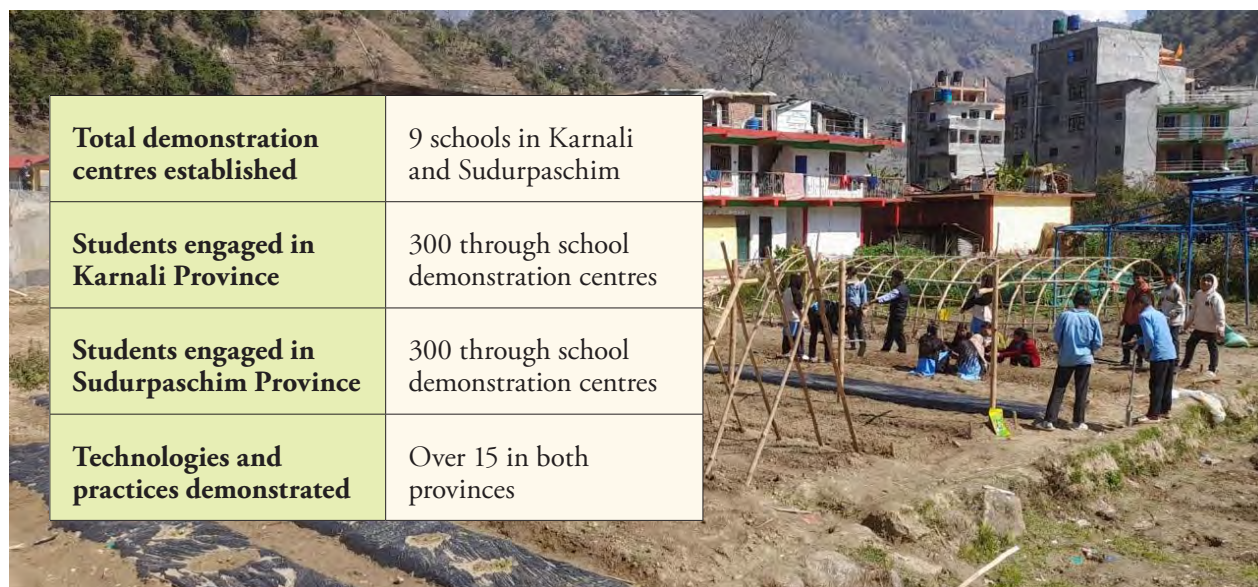 Total demonstration
centres established
9 schools in Karnali
and Sudurpaschim
Students engaged in
Karnali Province
300 through school
demonstration centres
Students engaged in
Sudurpaschim Province
300 through school
demonstration centres
Technologies and
practices demonstrated
Over 15 in both
provinces